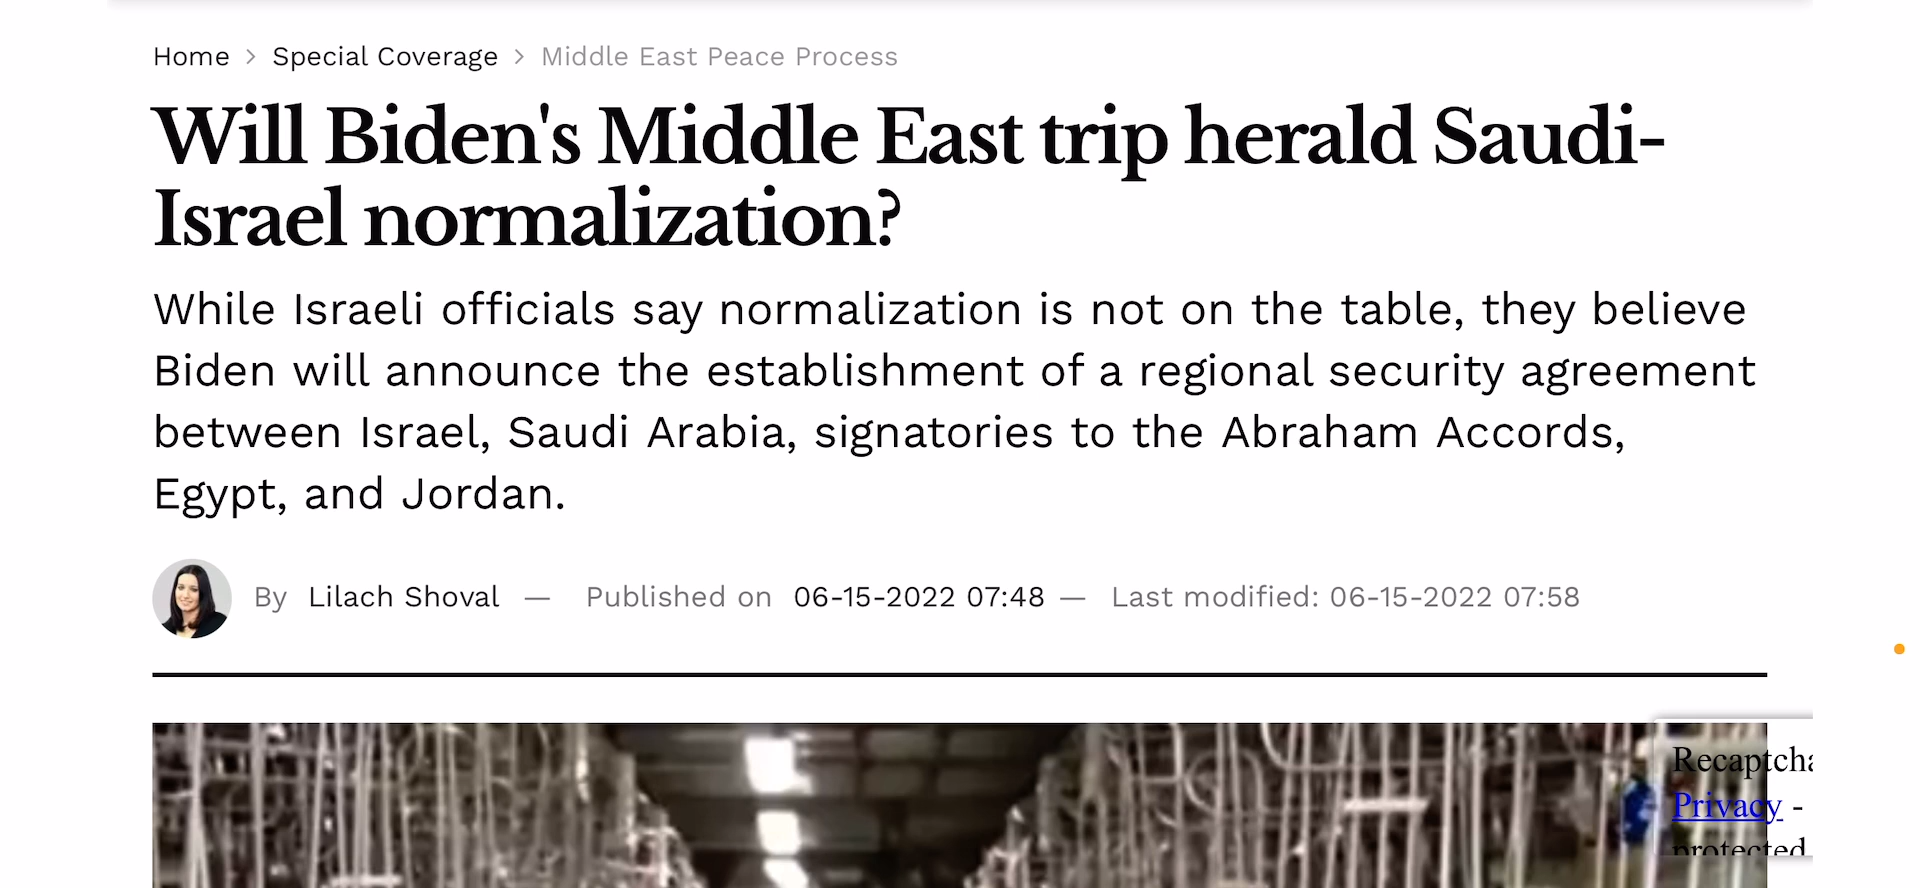 Home > Special Coverage > Middle East Peace Process
Will Biden's Middle East trip herald Saudi-
Israel normalization?
While Israeli officials say normalization is not on the table, they believe
Biden will announce the establishment of a regional security agreement
between Israel, Saudi Arabia, signatories to the Abraham Accords,
Egypt, and Jordan.
By Lilach Shoval — Published on 06-15-2022 07:48 — Last modified: 06-15-2022 07:58
Recaptcha
Privacy -
protected